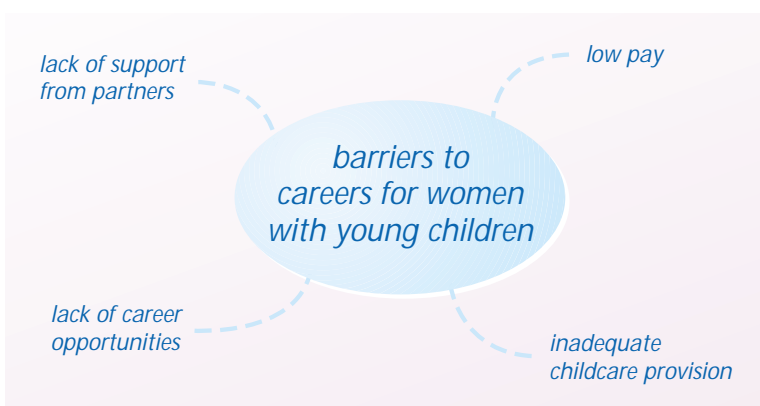 lack of support
from partners
low pay
barriers to
careers for women
with young children
lack of career
opportunities
inadequate
childcare provision